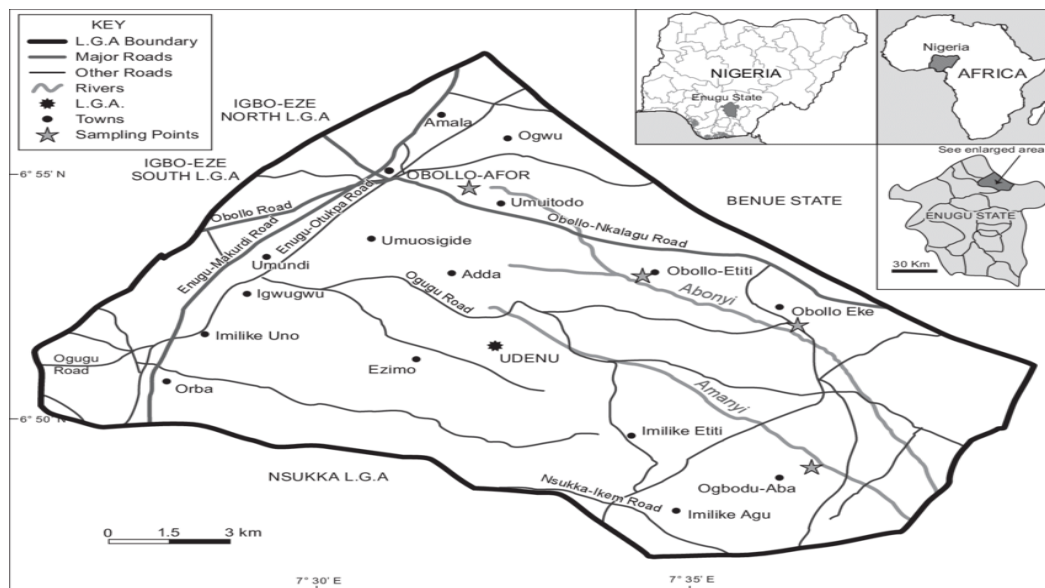 KEY
L.G.A Boundary
Major Roads
Other Roads
Rivers
L.G.A.
Towns
Sampling Points
IGBO-EZE
NORTH L.G.A
IGBO-EZE
SOUTH L.G.A
6° 55' N
6° 50' N
Amala
Ogwu
OBOLLO-AFOR
Umuitodo
Obollo Road
Enugu-Makurdi Road
Enugu-Otukpa Road
Obollo-Nkalagu Road
BENUE STATE
Umuosigide
Umundi
Adda
Obollo-Etiti
Igwugwu
Ogugu Road
Abonyi
Obollo Eke
Imilike Uno
UDENU
Ogugu
Road
Ezimo
Orba
Amanyi
Imilike Etiti
NSUKKA L.G.A
Nsukka-Ikem Road
Ogbodu-Aba
Imilike Agu
0 1.5 3 km
7° 30' E
7° 35' E
NIGERIA
Enugu State
Nigeria
AFRICA
See enlarged area
ENUGU STATE
30 Km